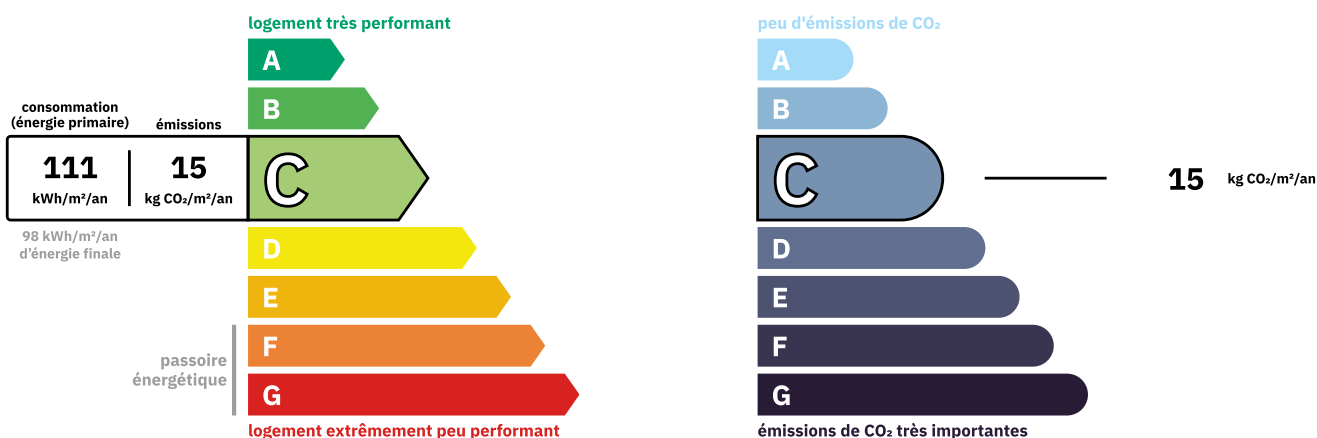 logement très performant
A
B
consommation
(énergie primaire)
émissions
111
kWh/m²/an
15
kg CO₂/m²/an
C
98 kWh/m²/an
d'énergie finale
D
E
passoire
énergétique
F
G
logement extrêmement peu performant
peu d'émissions de CO₂
A
B
C
15 kg CO₂/m²/an
D
E
F
G
émissions de CO₂ très importantes